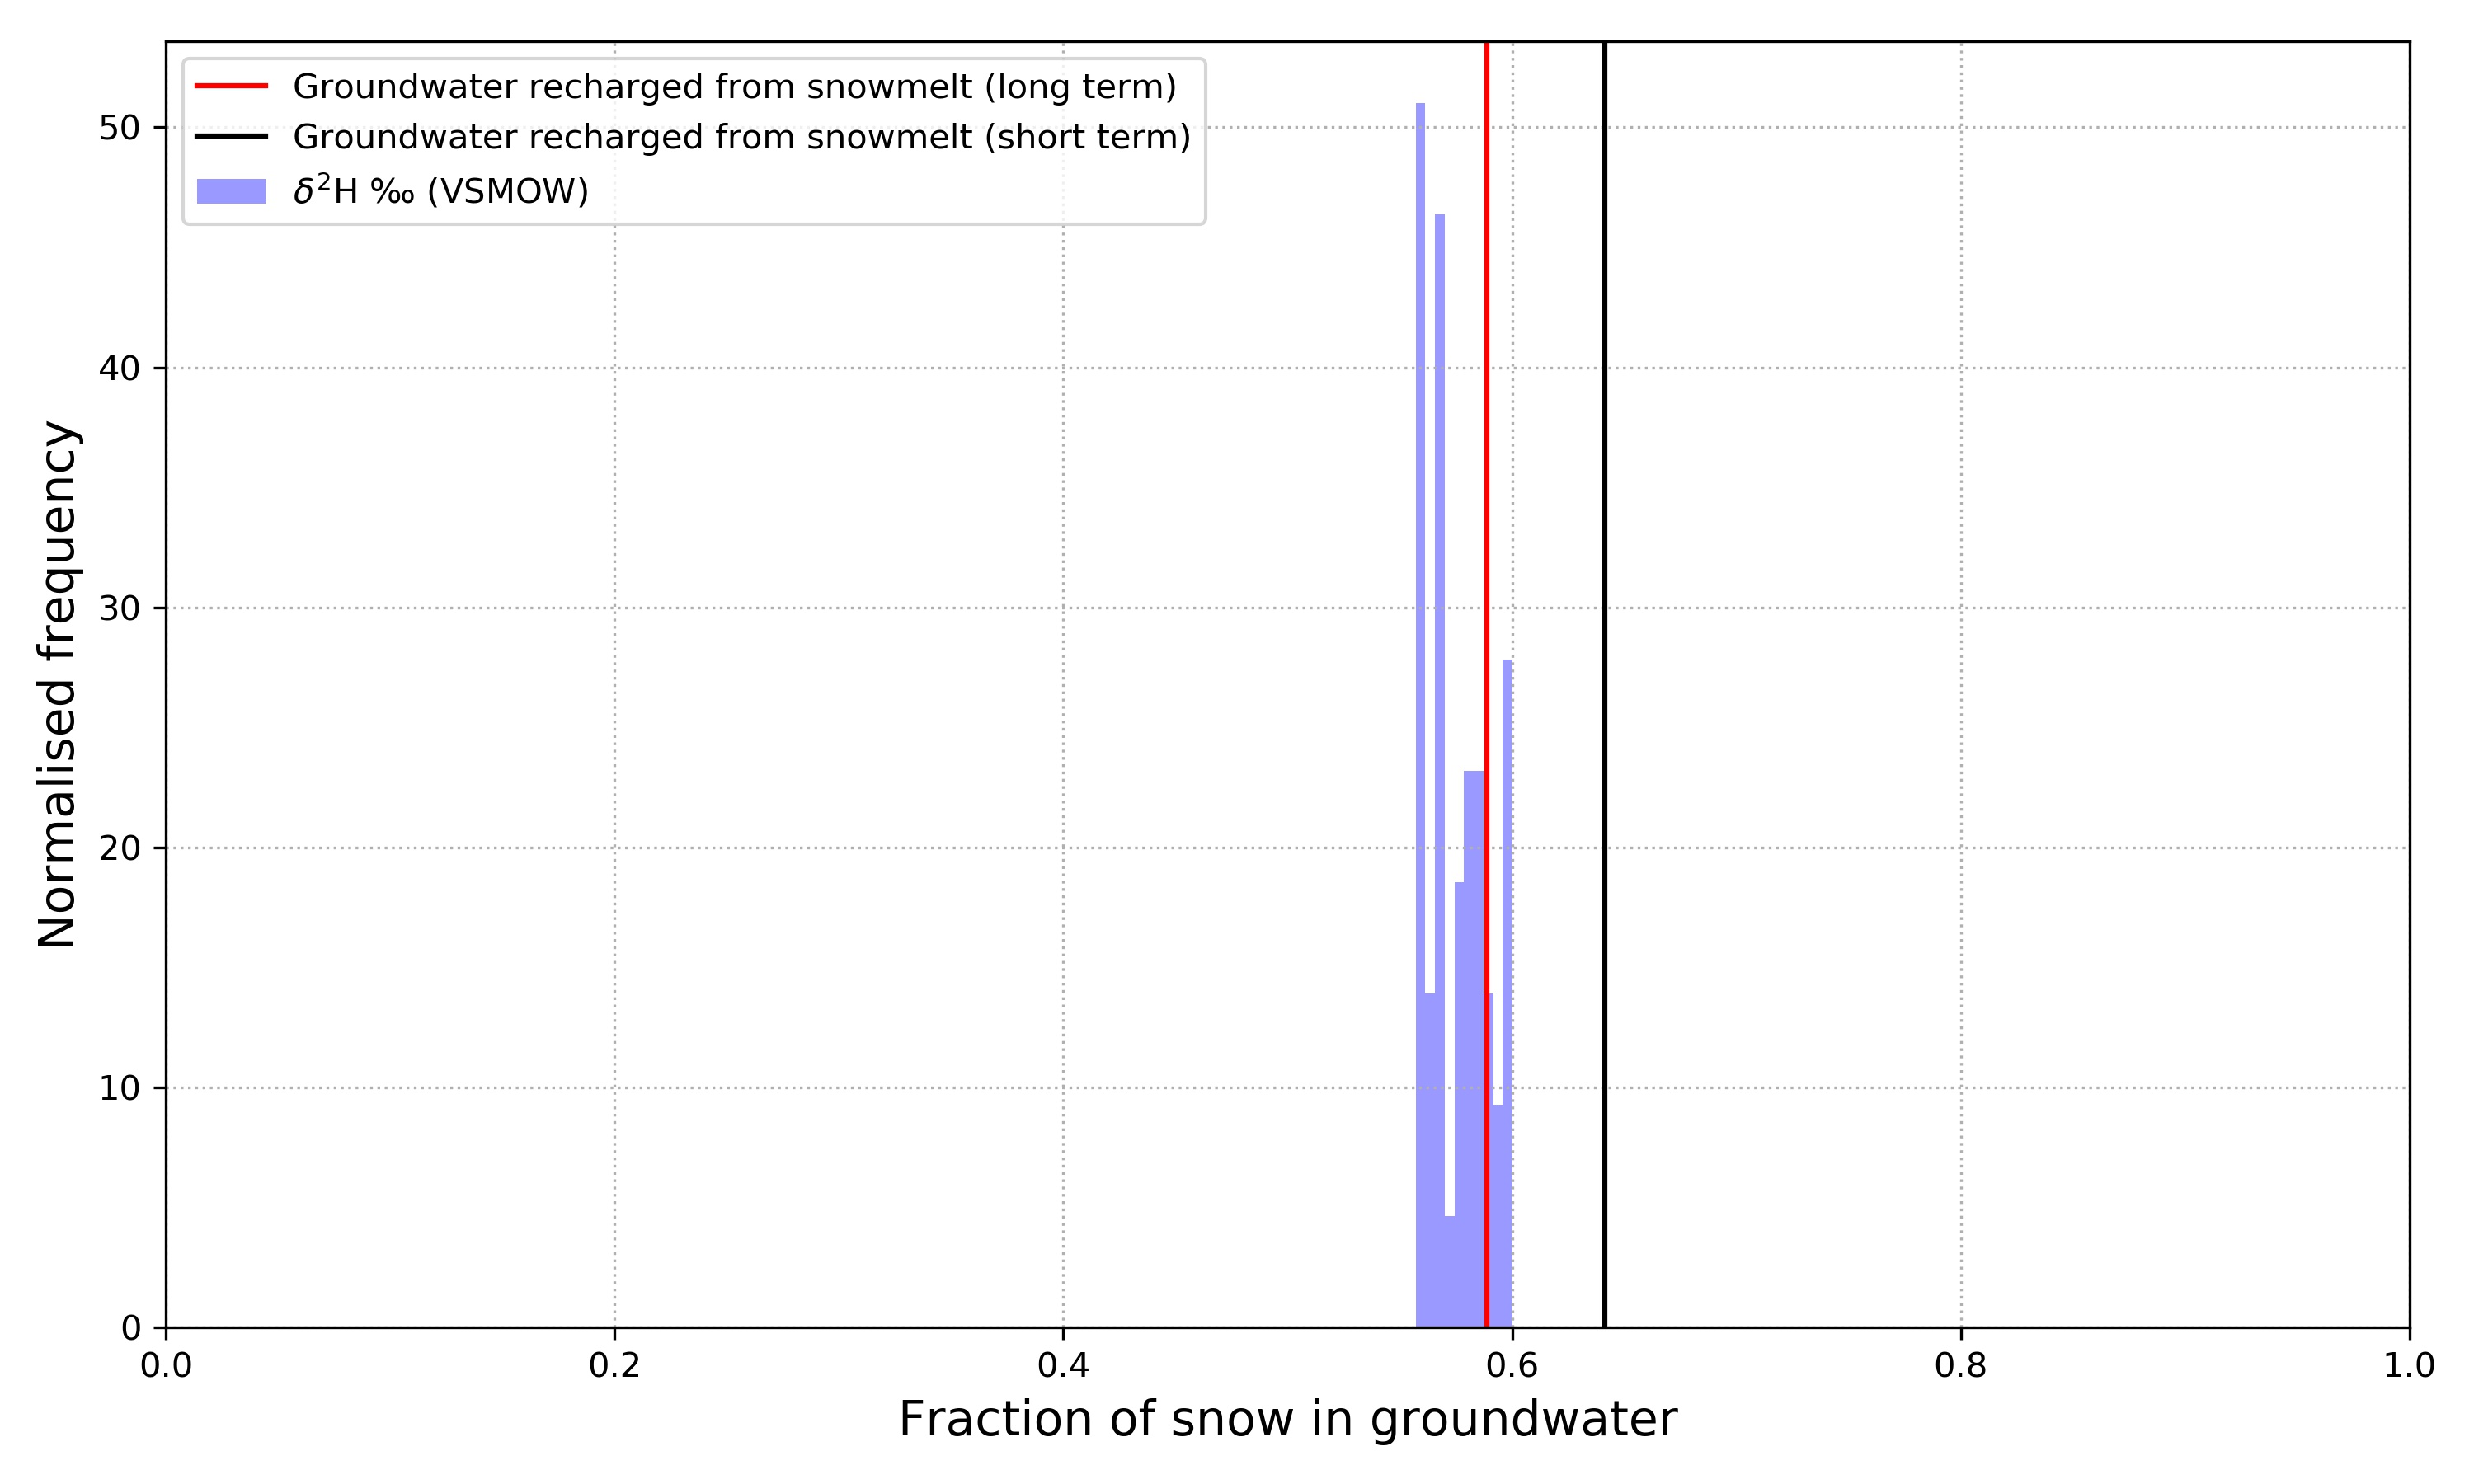 Groundwater recharged from snowmelt (long term)
Groundwater recharged from snowmelt (short term)
δ²H ‰ (VSMOW)
50
40
30
20
10
0
Normalised frequency
0.0 0.2 0.4 0.6 0.8 1.0
Fraction of snow in groundwater